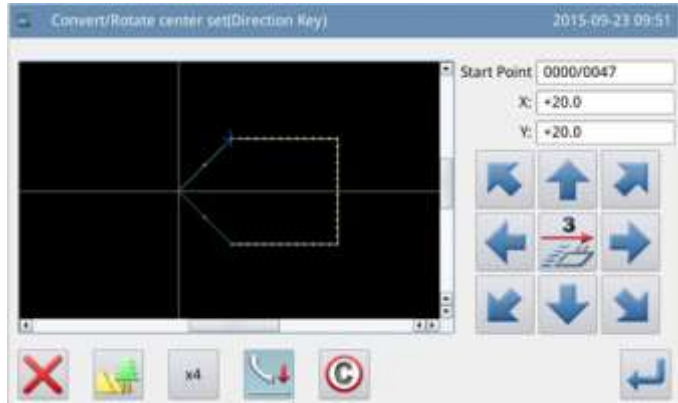 Convert/Rotate center set(Direction Key)
2015-09-23 09:51
Start Point 0000/0047
X: +20.0
Y: +20.0
3
x4
C